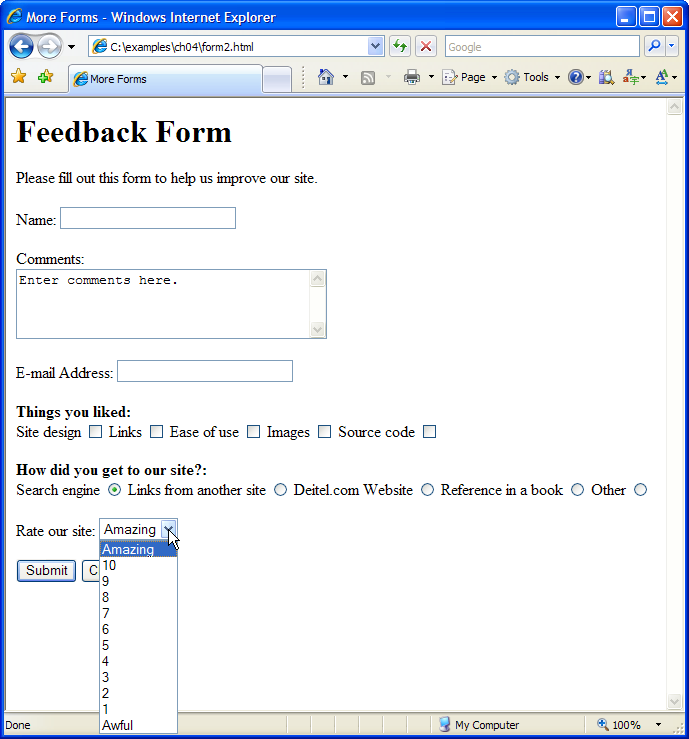 More Forms - Windows Internet Explorer
C:\examples\ch04\form2.html
Google
More Forms
Page
Tools
Feedback Form
Please fill out this form to help us improve our site.
Name:
Comments:
Enter comments here.
E-mail Address:
Things you liked:
Site design Links Ease of use Images Source code
How did you get to our site?:
Search engine Links from another site Deitel.com Website Reference in a book Other
Rate our site: Amazing
Amazing
Submit C
10
9
8
7
6
5
4
3
2
1
Awful
Done My Computer 100%